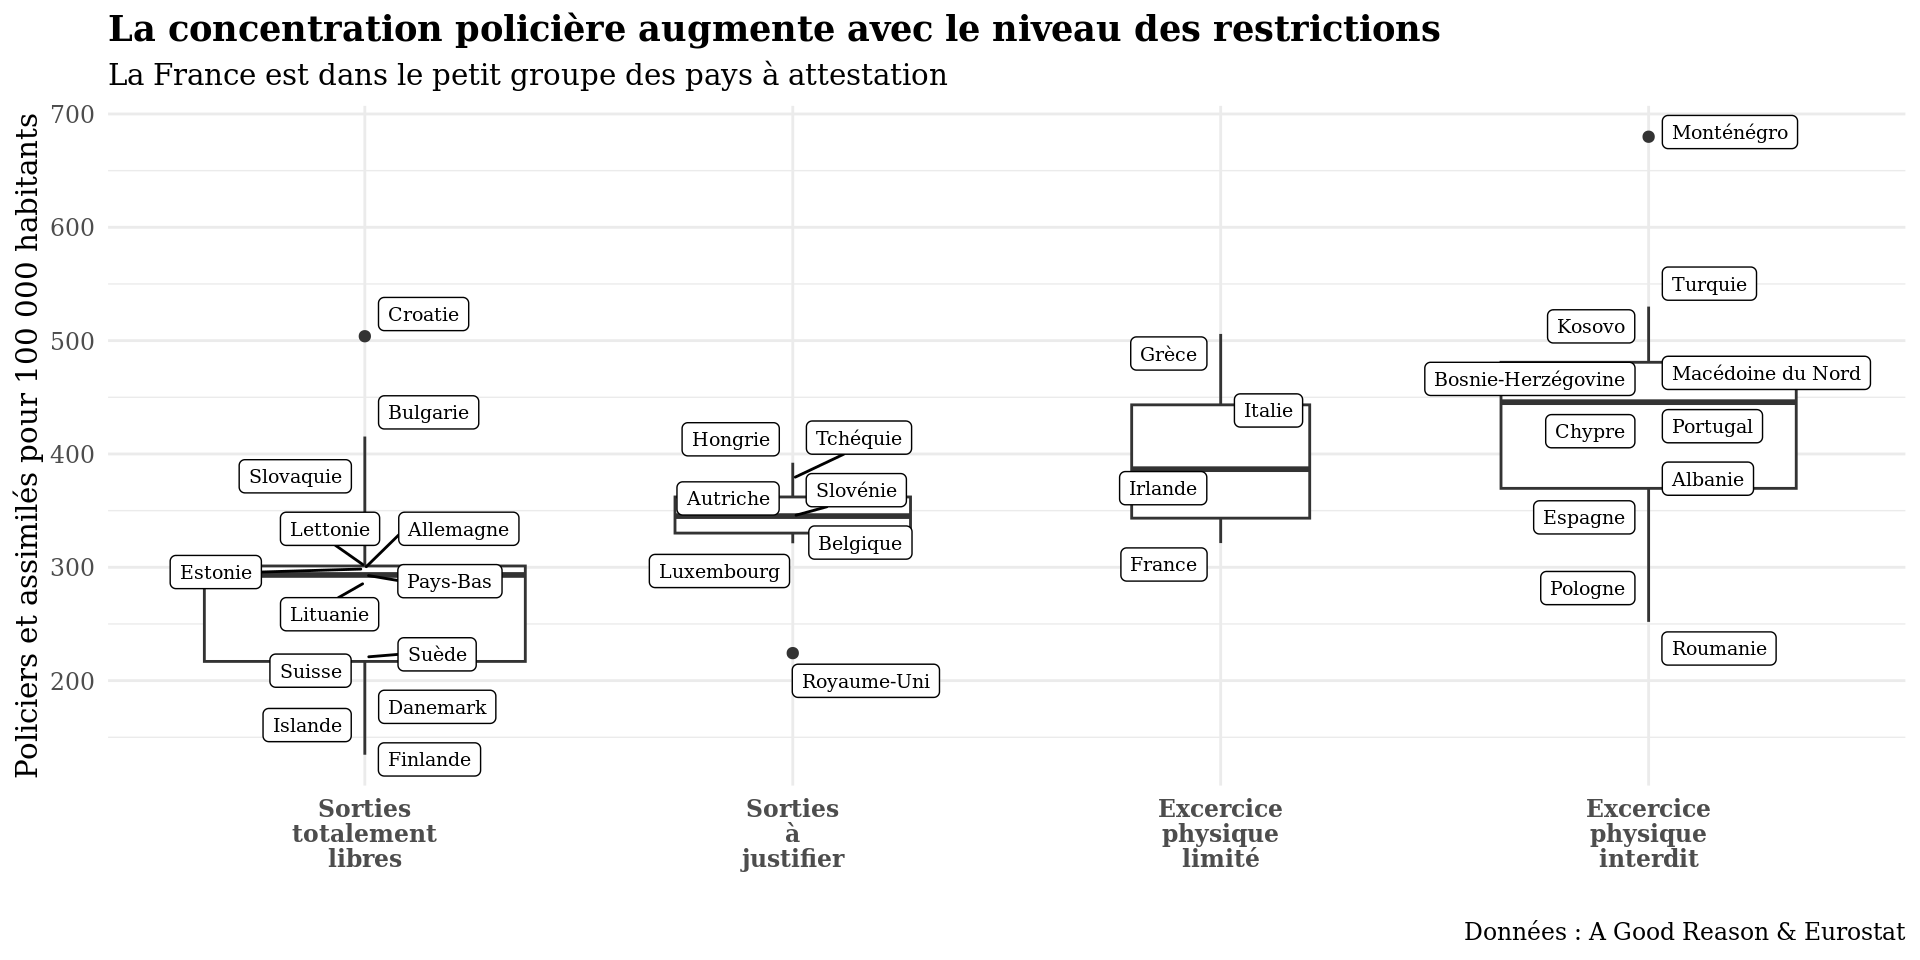 La concentration policière augmente avec le niveau des restrictions
La France est dans le petit groupe des pays à attestation
Policiers et assimilés pour 100 000 habitants
700
600
500
400
300
200
Croatie
Bulgarie
Slovaquie
Lettonie
Allemagne
Estonie
Pays-Bas
Lituanie
Suède
Suisse
Danemark
Islande
Finlande
Hongrie
Tchéquie
Autriche
Slovénie
Belgique
Luxembourg
Royaume-Uni
Grèce
Italie
Irlande
France
Monténégro
Turquie
Kosovo
Macédoine du Nord
Bosnie-Herzégovine
Portugal
Chypre
Albanie
Espagne
Pologne
Roumanie
Sorties
totalement
libres
Sorties
à
justifier
Excercice
physique
limité
Excercice
physique
interdit
Données : A Good Reason & Eurostat